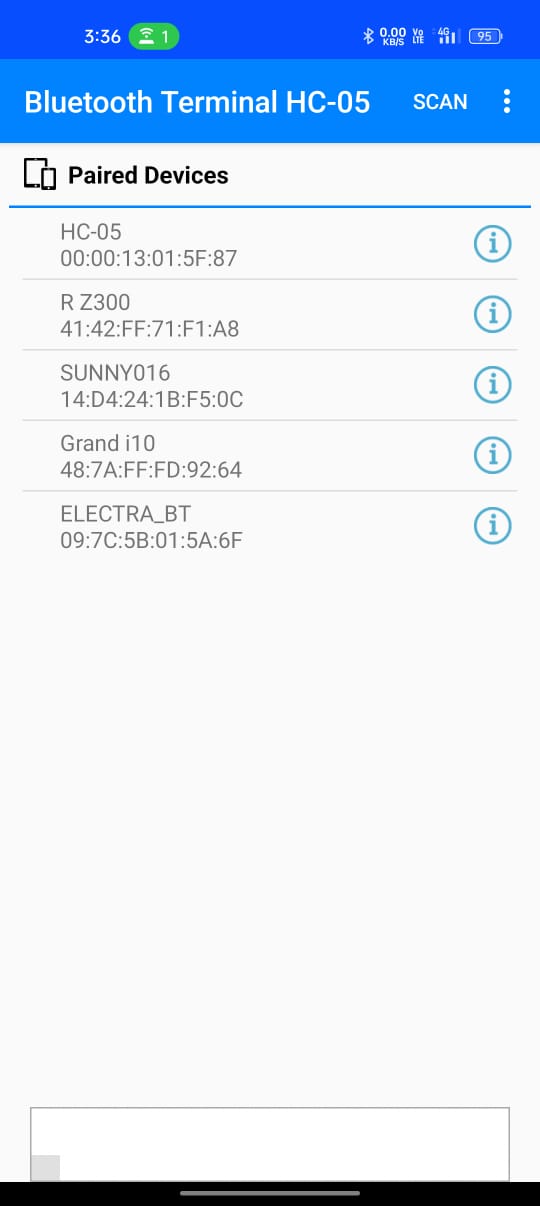 3:36 1 0.00 KB/S Vo LTE 4G 95
Bluetooth Terminal HC-05 SCAN
Paired Devices
HC-05
00:00:13:01:5F:87
R Z300
41:42:FF:71:F1:A8
SUNNY016
14:D4:24:1B:F5:0C
Grand i10
48:7A:FF:FD:92:64
ELECTRA_BT
09:7C:5B:01:5A:6F